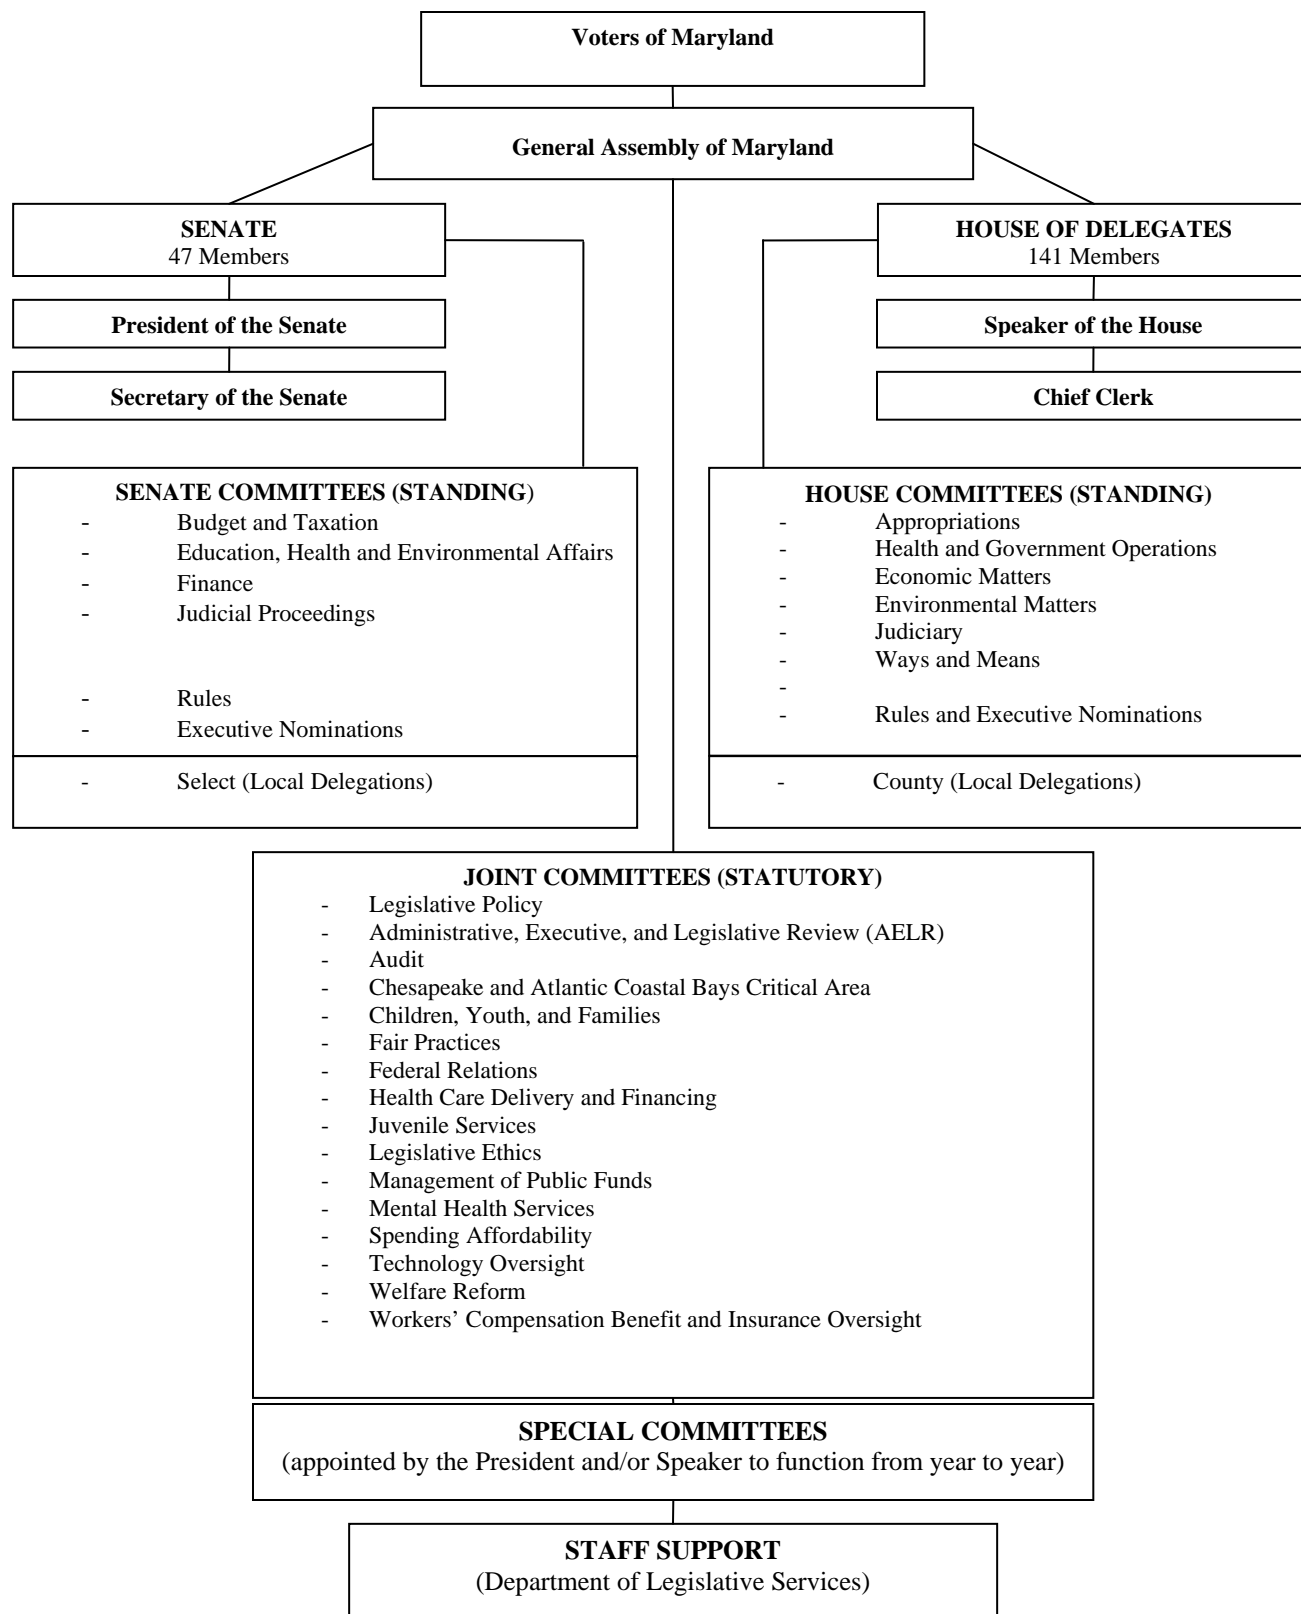 Voters of Maryland
General Assembly of Maryland
SENATE
47 Members
HOUSE OF DELEGATES
141 Members
President of the Senate
Speaker of the House
Secretary of the Senate
Chief Clerk
SENATE COMMITTEES (STANDING)
- Budget and Taxation
- Education, Health and Environmental Affairs
- Finance
- Judicial Proceedings
- Rules
- Executive Nominations
- Select (Local Delegations)
HOUSE COMMITTEES (STANDING)
- Appropriations
- Health and Government Operations
- Economic Matters
- Environmental Matters
- Judiciary
- Ways and Means
-
- Rules and Executive Nominations
- County (Local Delegations)
JOINT COMMITTEES (STATUTORY)
- Legislative Policy
- Administrative, Executive, and Legislative Review (AELR)
- Audit
- Chesapeake and Atlantic Coastal Bays Critical Area
- Children, Youth, and Families
- Fair Practices
- Federal Relations
- Health Care Delivery and Financing
- Juvenile Services
- Legislative Ethics
- Management of Public Funds
- Mental Health Services
- Spending Affordability
- Technology Oversight
- Welfare Reform
- Workers’ Compensation Benefit and Insurance Oversight
SPECIAL COMMITTEES
(appointed by the President and/or Speaker to function from year to year)
STAFF SUPPORT
(Department of Legislative Services)